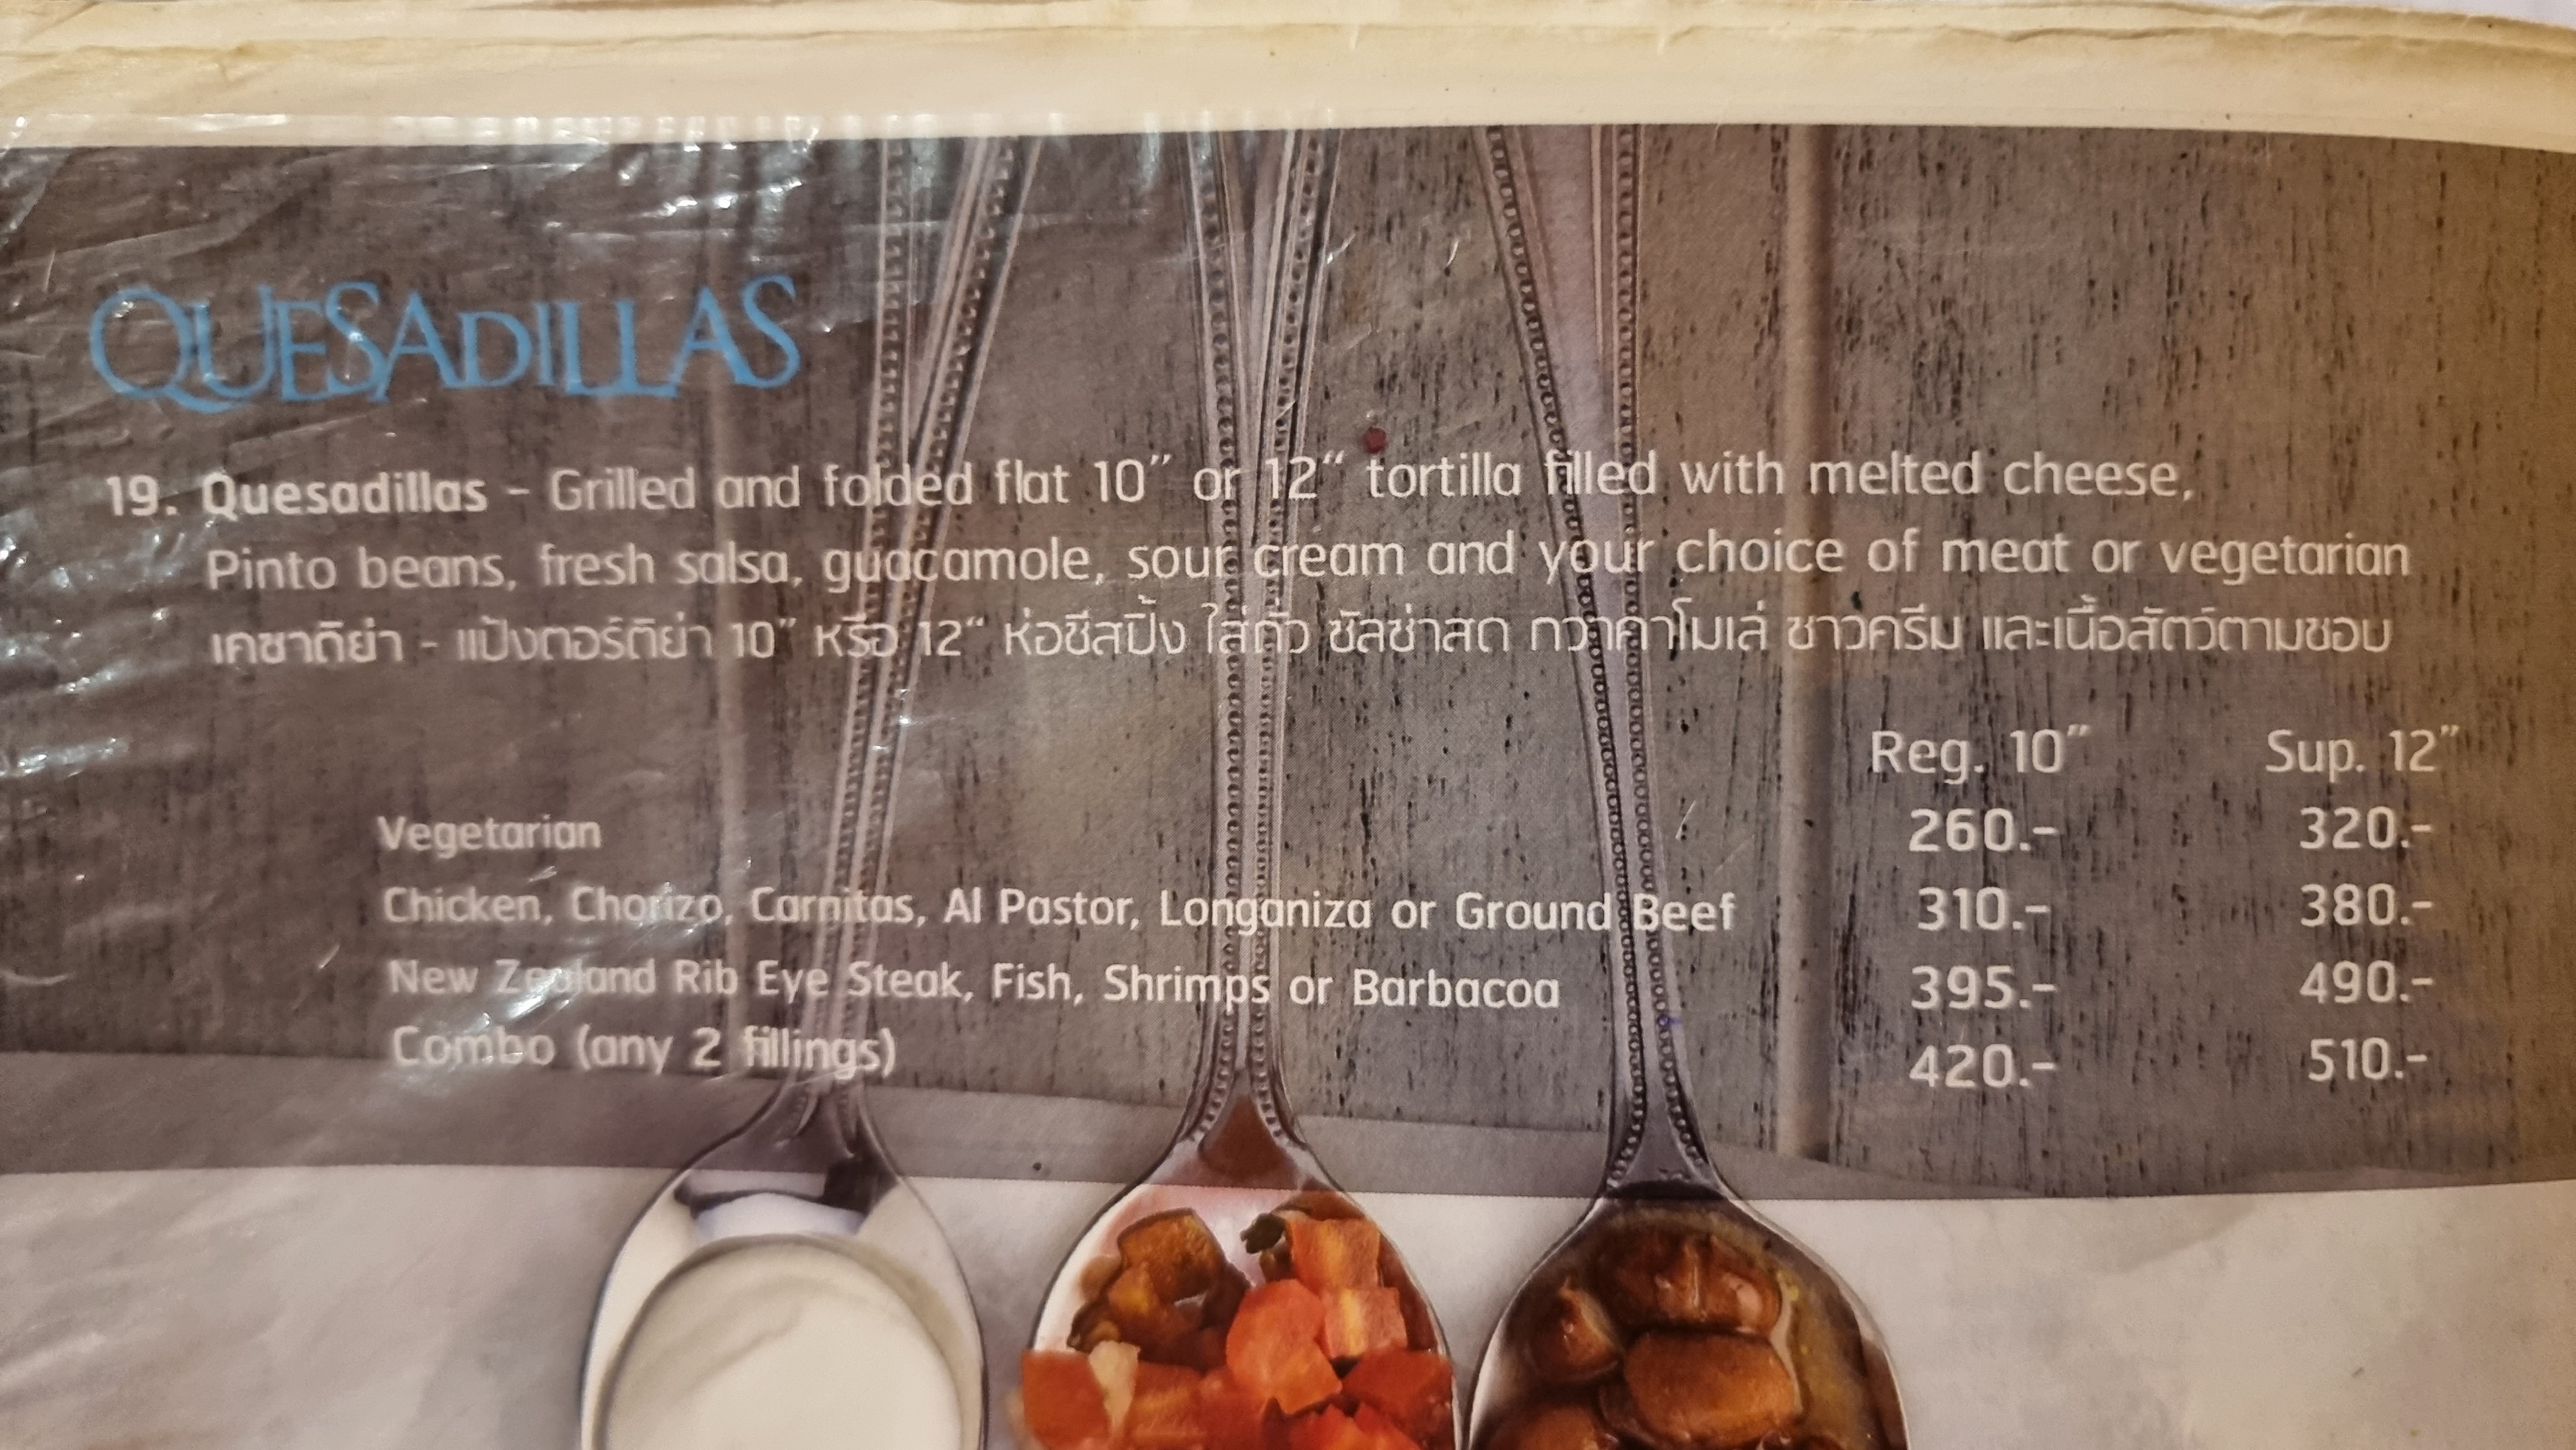 QUESADILLAS
19. Quesadillas - Grilled and folded flat 10" or 12" tortilla filled with melted cheese,
Pinto beans, fresh salsa, guacamole, sour cream and your choice of meat or vegetarian
เคซาดิย่า - แป้งตอร์ติย่า 10" หรือ 12" ห่อชีสปิ้ง ใส่ถั่ว ซัลซ่าสด กวาคาโมเล่ ซาวครีม และเนื้อสัตว์ตามชอบ
Reg. 10" Sup. 12"
Vegetarian 260.- 320.-
Chicken, Chorizo, Carnitas, Al Pastor, Longaniza or Ground Beef 310.- 380.-
New Zealand Rib Eye Steak, Fish, Shrimps or Barbacoa 395.- 490.-
Combo (any 2 fillings) 420.- 510.-